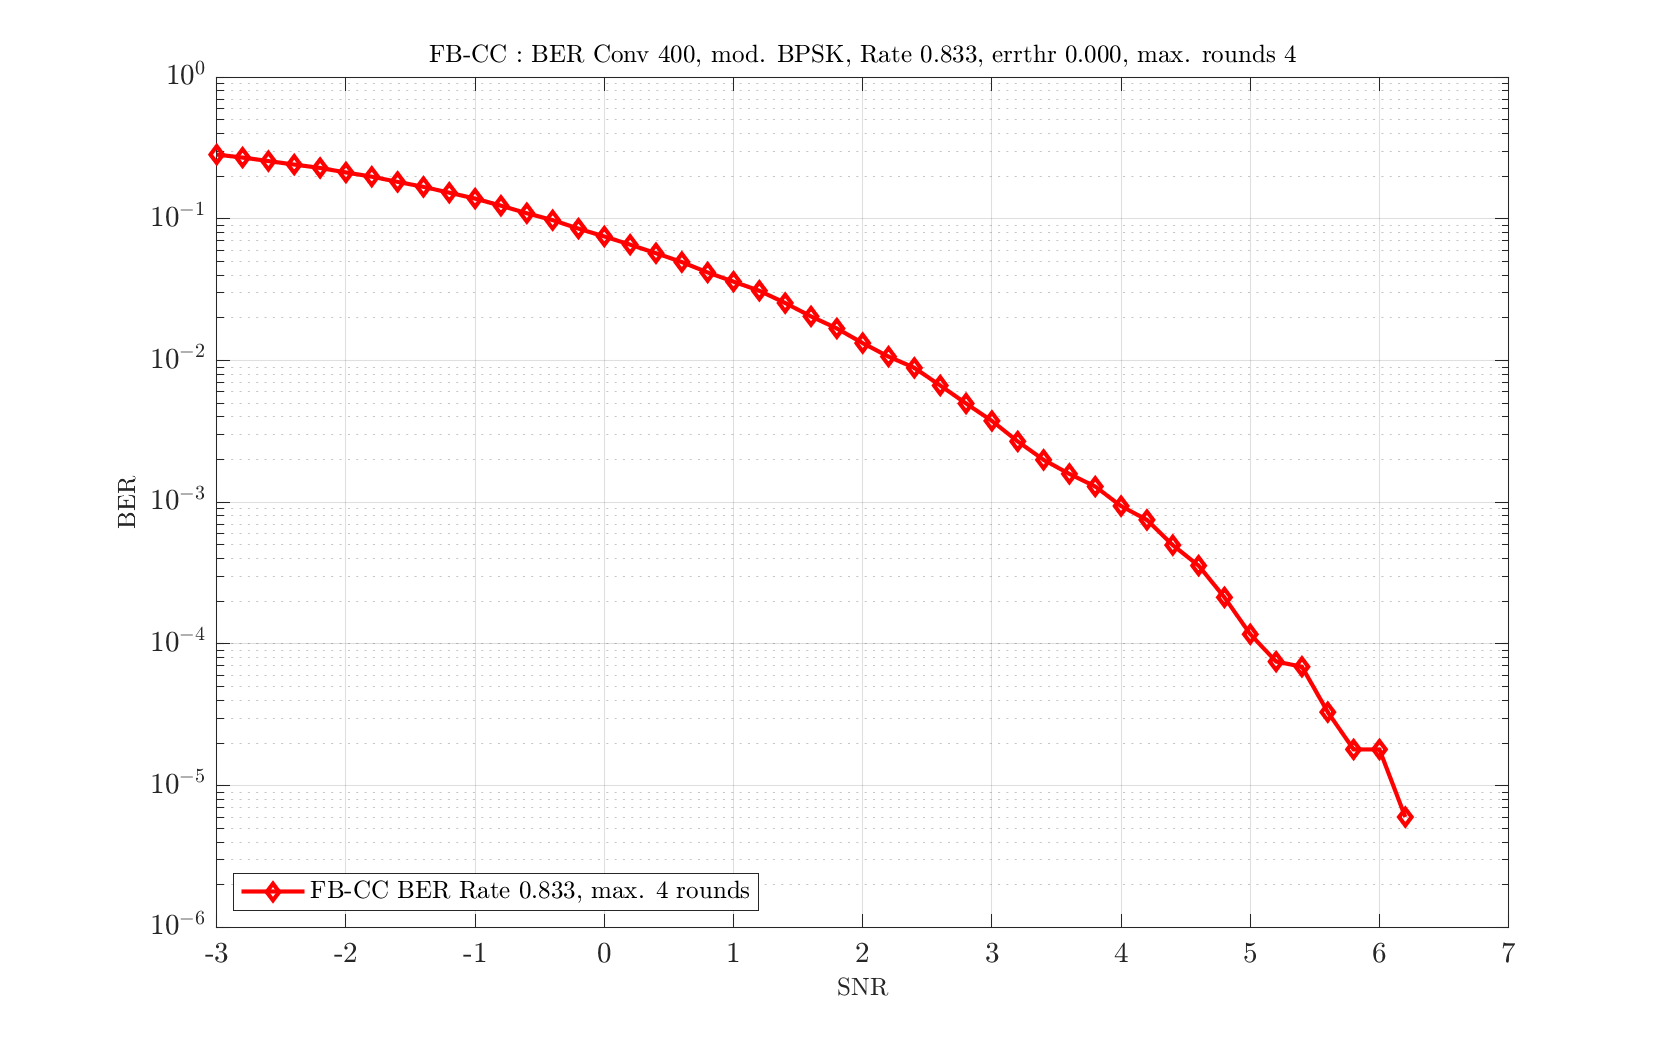 FB-CC : BER Conv 400, mod. BPSK, Rate 0.833, errthr 0.000, max. rounds 4
10^0
10^-1
10^-2
10^-3
10^-4
10^-5
10^-6
BER
FB-CC BER Rate 0.833, max. 4 rounds
-3 -2 -1 0 1 2 3 4 5 6 7
SNR